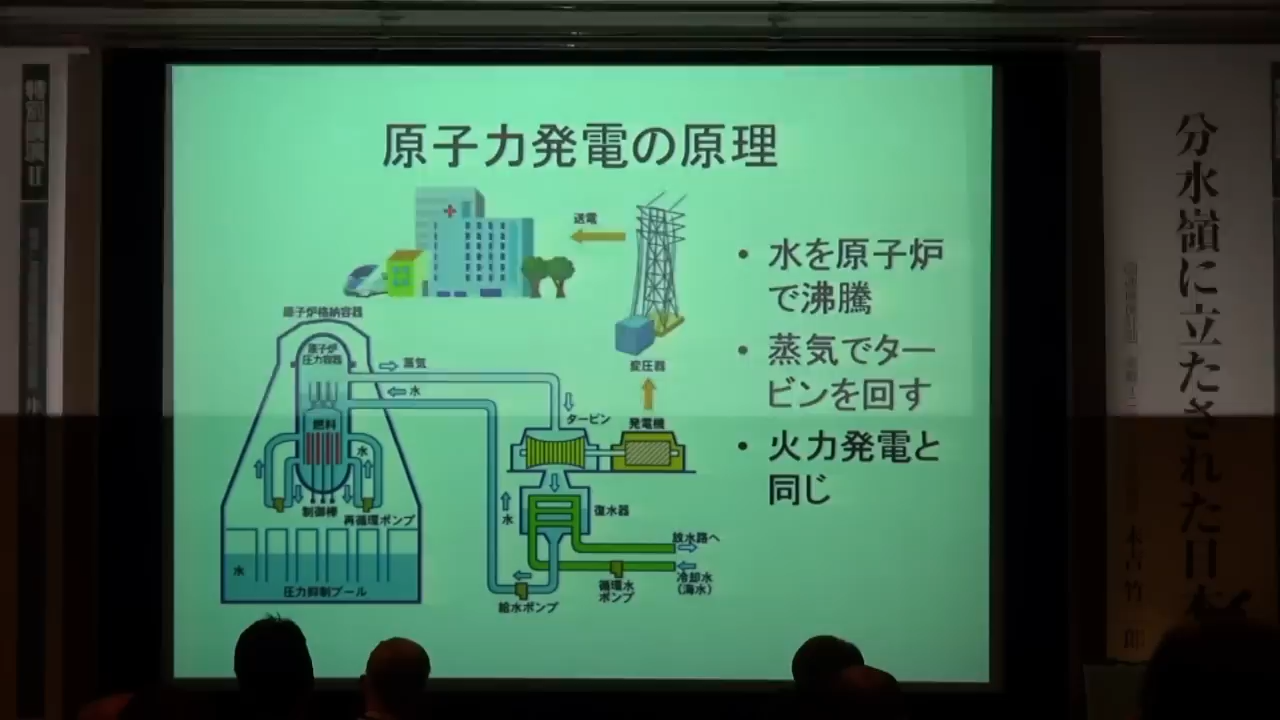 原子力発電の原理
送電
変圧器
発電機
原子炉格納容器
原子炉
圧力容器
蒸気
水
タービン
燃料
水
制御棒
再循環ポンプ
水
圧力抑制プール
水
復水器
放水路へ
冷却水
(海水)
循環水
ポンプ
給水ポンプ
• 水を原子炉
で沸騰
• 蒸気でター
ビンを回す
• 火力発電と
同じ
分水嶺に立たされた日本